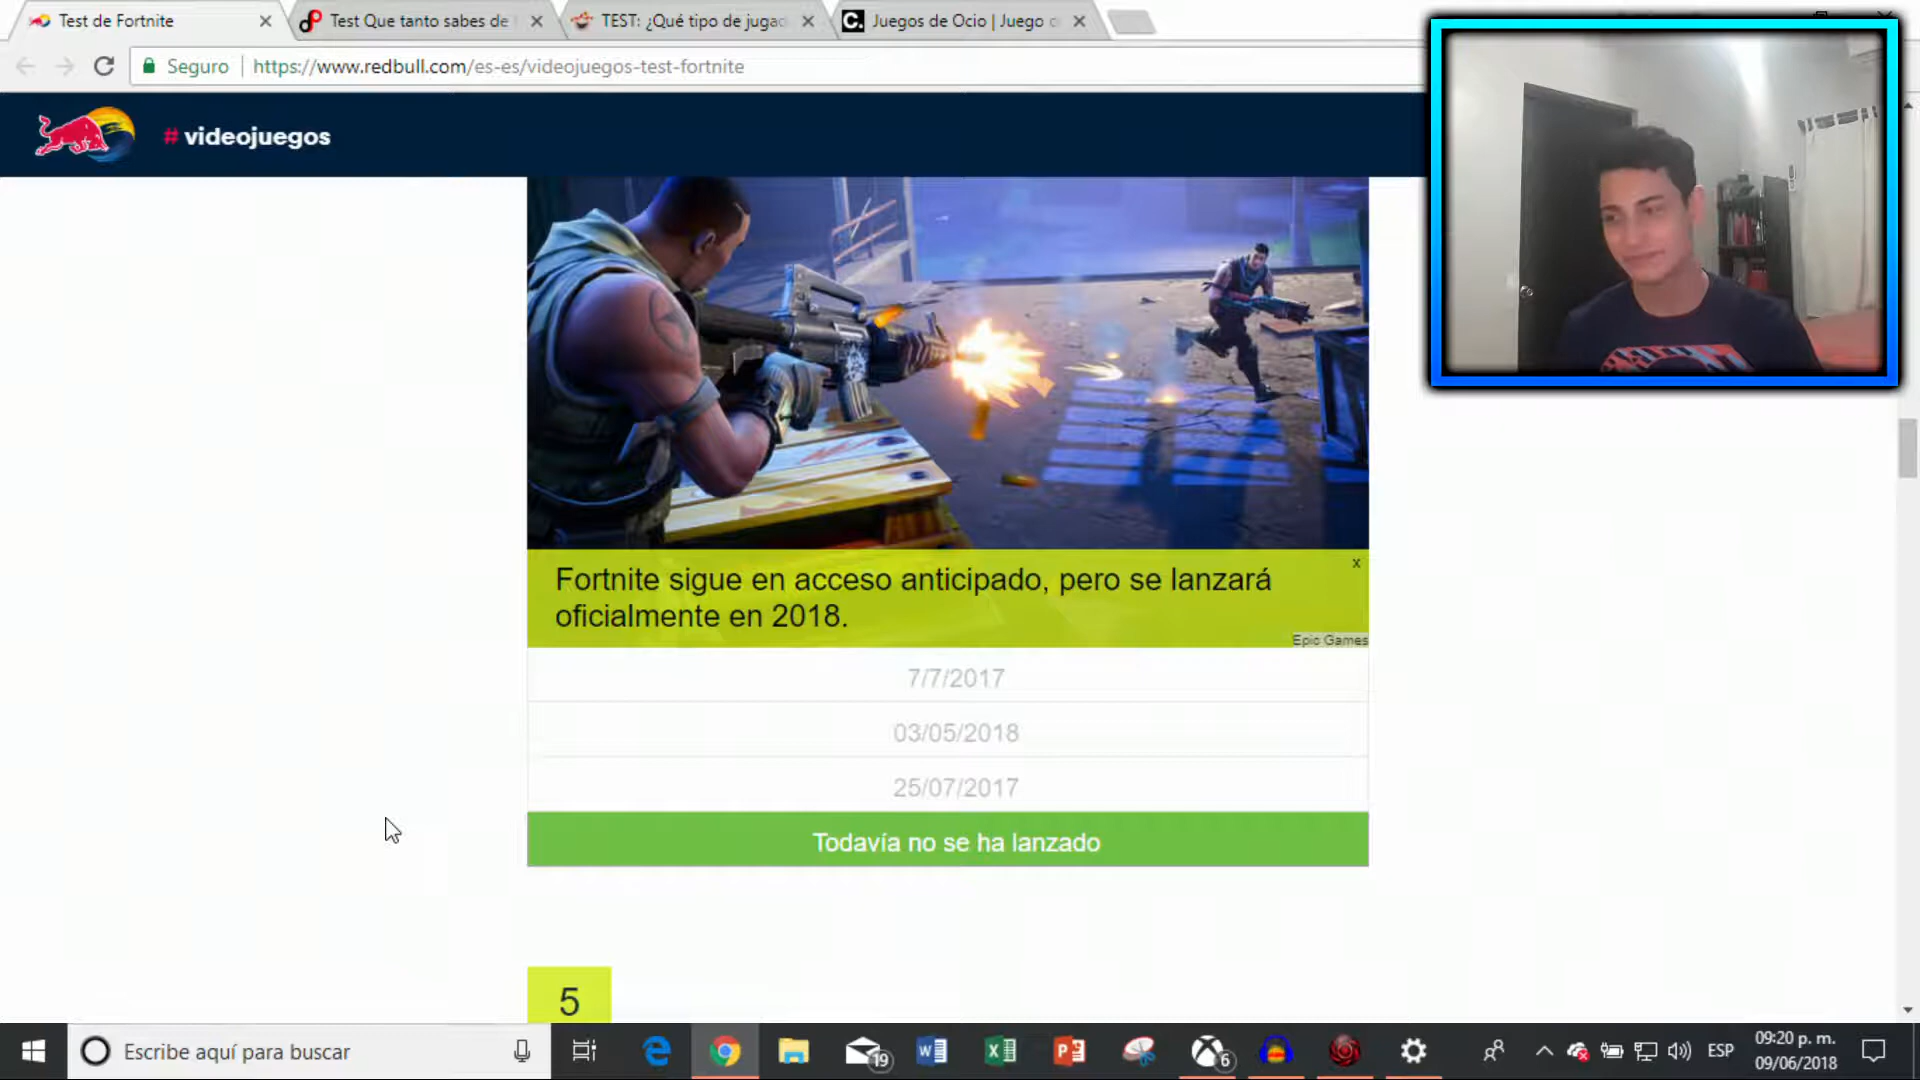 Test de Fortnite
Test Que tanto sabes de
TEST: ¿Qué tipo de jugad
C. Juegos de Ocio | Juego
Seguro
https://www.redbull.com/es-es/videojuegos-test-fortnite
# videojuegos
Fortnite sigue en acceso anticipado, pero se lanzará
oficialmente en 2018.
x
Epic Games
7/7/2017
03/05/2018
25/07/2017
Todavía no se ha lanzado
5
Escribe aquí para buscar
19
6
ESP
09:20 p. m.
09/06/2018